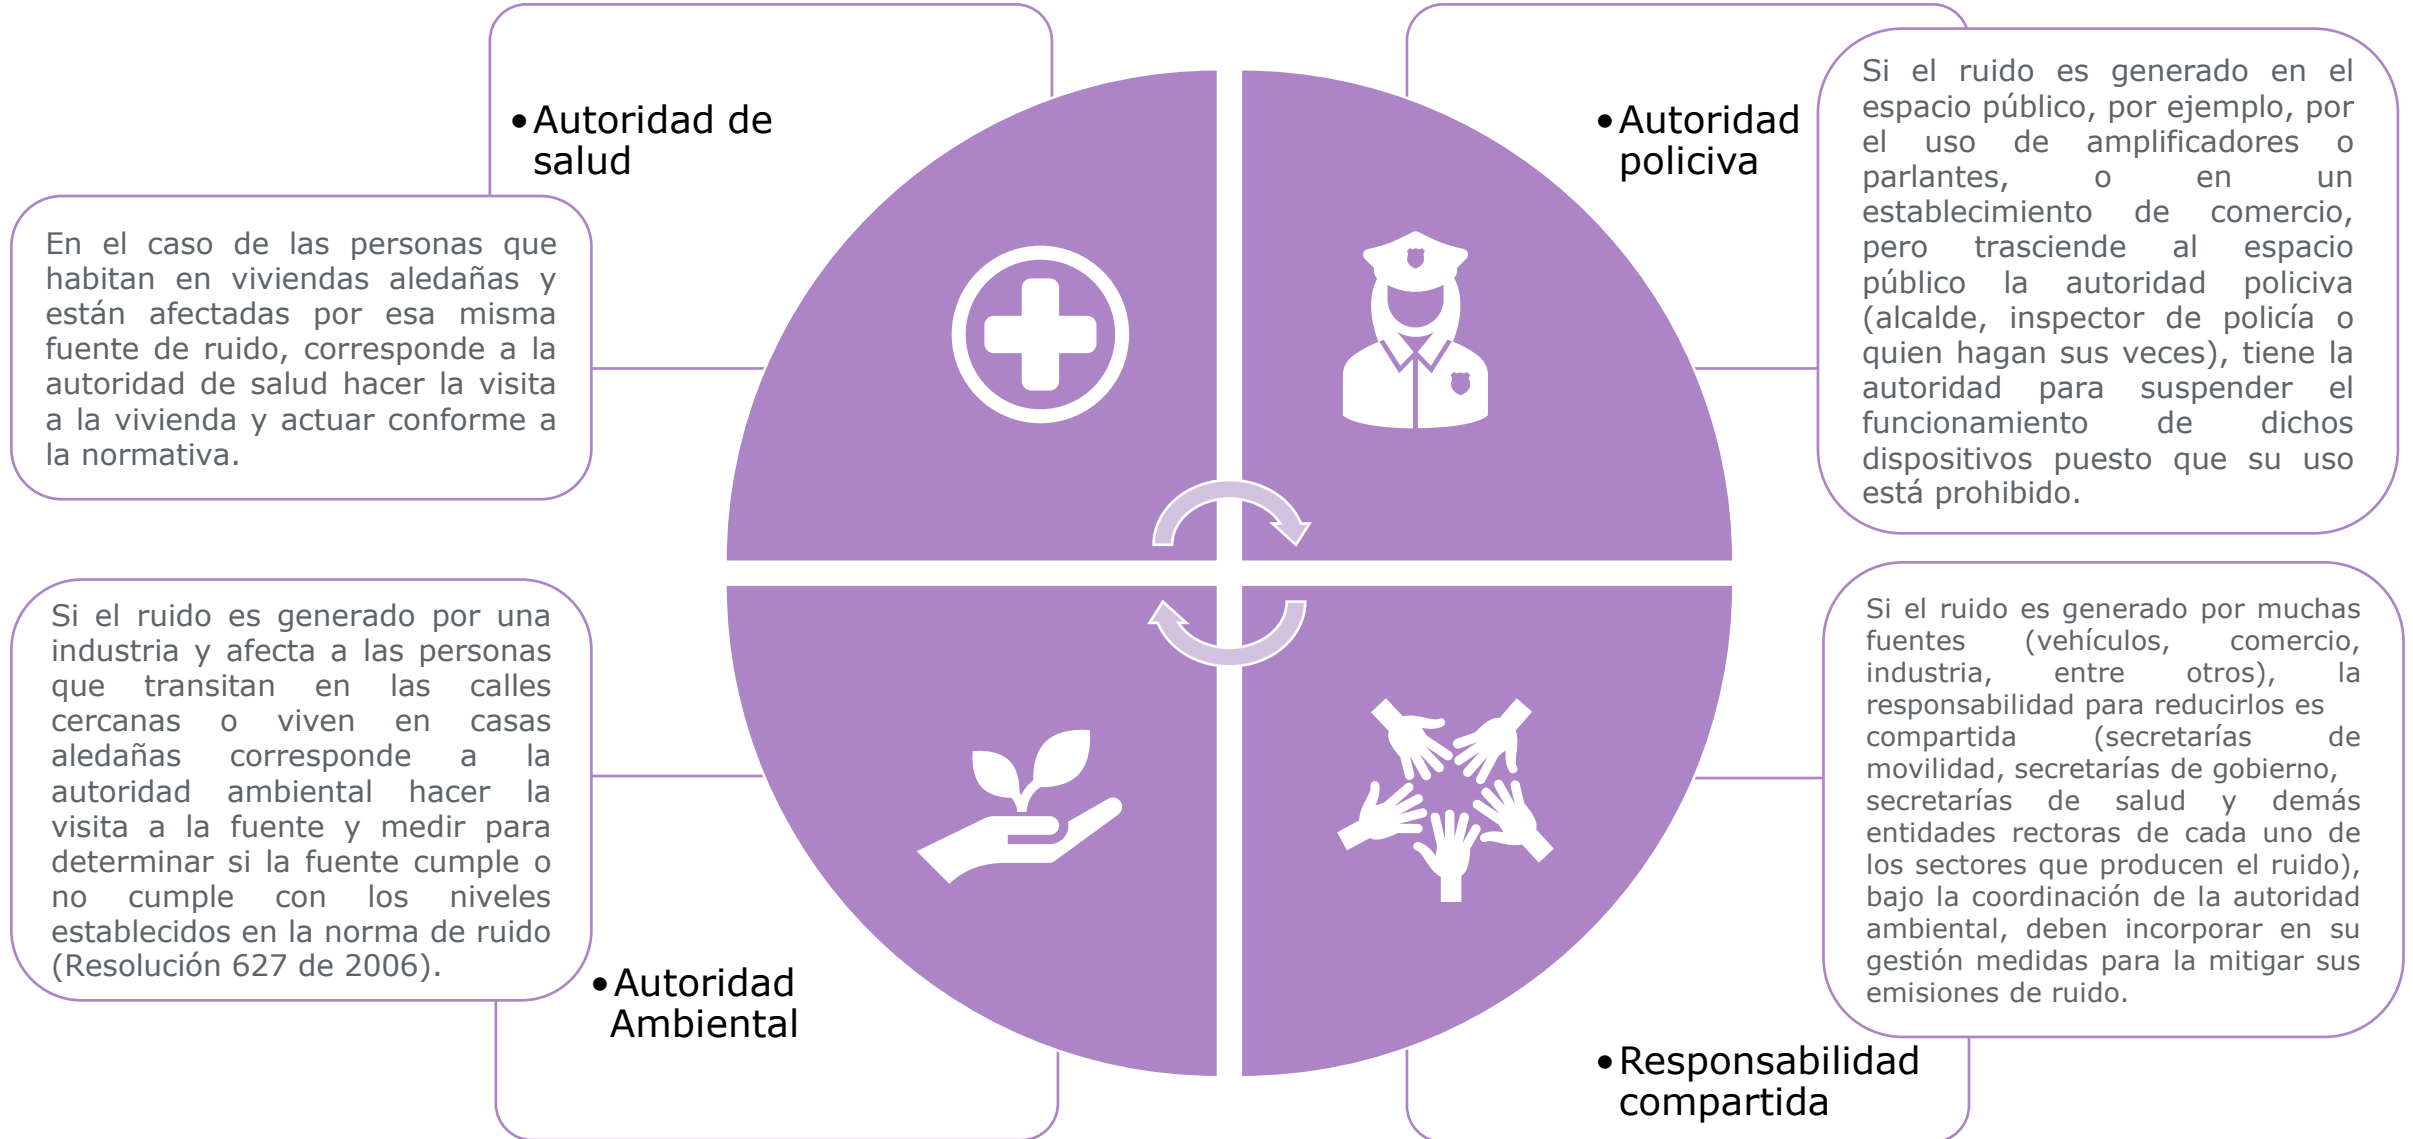 •Autoridad de
salud
En el caso de las personas que
habitan en viviendas aledañas y
están afectadas por esa misma
fuente de ruido, corresponde a la
autoridad de salud hacer la visita
a la vivienda y actuar conforme a
la normativa.
•Autoridad
policiva
Si el ruido es generado en el
espacio público, por ejemplo, por
el uso de amplificadores o
parlantes, o en un
establecimiento de comercio,
pero trasciende al espacio
público la autoridad policiva
(alcalde, inspector de policía o
quien hagan sus veces), tiene la
autoridad para suspender el
funcionamiento de dichos
dispositivos puesto que su uso
está prohibido.
Si el ruido es generado por una
industria y afecta a las personas
que transitan en las calles
cercanas o viven en casas
aledañas corresponde a la
autoridad ambiental hacer la
visita a la fuente y medir para
determinar si la fuente cumple o
no cumple con los niveles
establecidos en la norma de ruido
(Resolución 627 de 2006).
•Autoridad
Ambiental
Si el ruido es generado por muchas
fuentes (vehículos, comercio,
industria, entre otros), la
responsabilidad para reducirlos es
compartida (secretarías de
movilidad, secretarías de gobierno,
secretarías de salud y demás
entidades rectoras de cada uno de
los sectores que producen el ruido),
bajo la coordinación de la autoridad
ambiental, deben incorporar en su
gestión medidas para la mitigar sus
emisiones de ruido.
•Responsabilidad
compartida